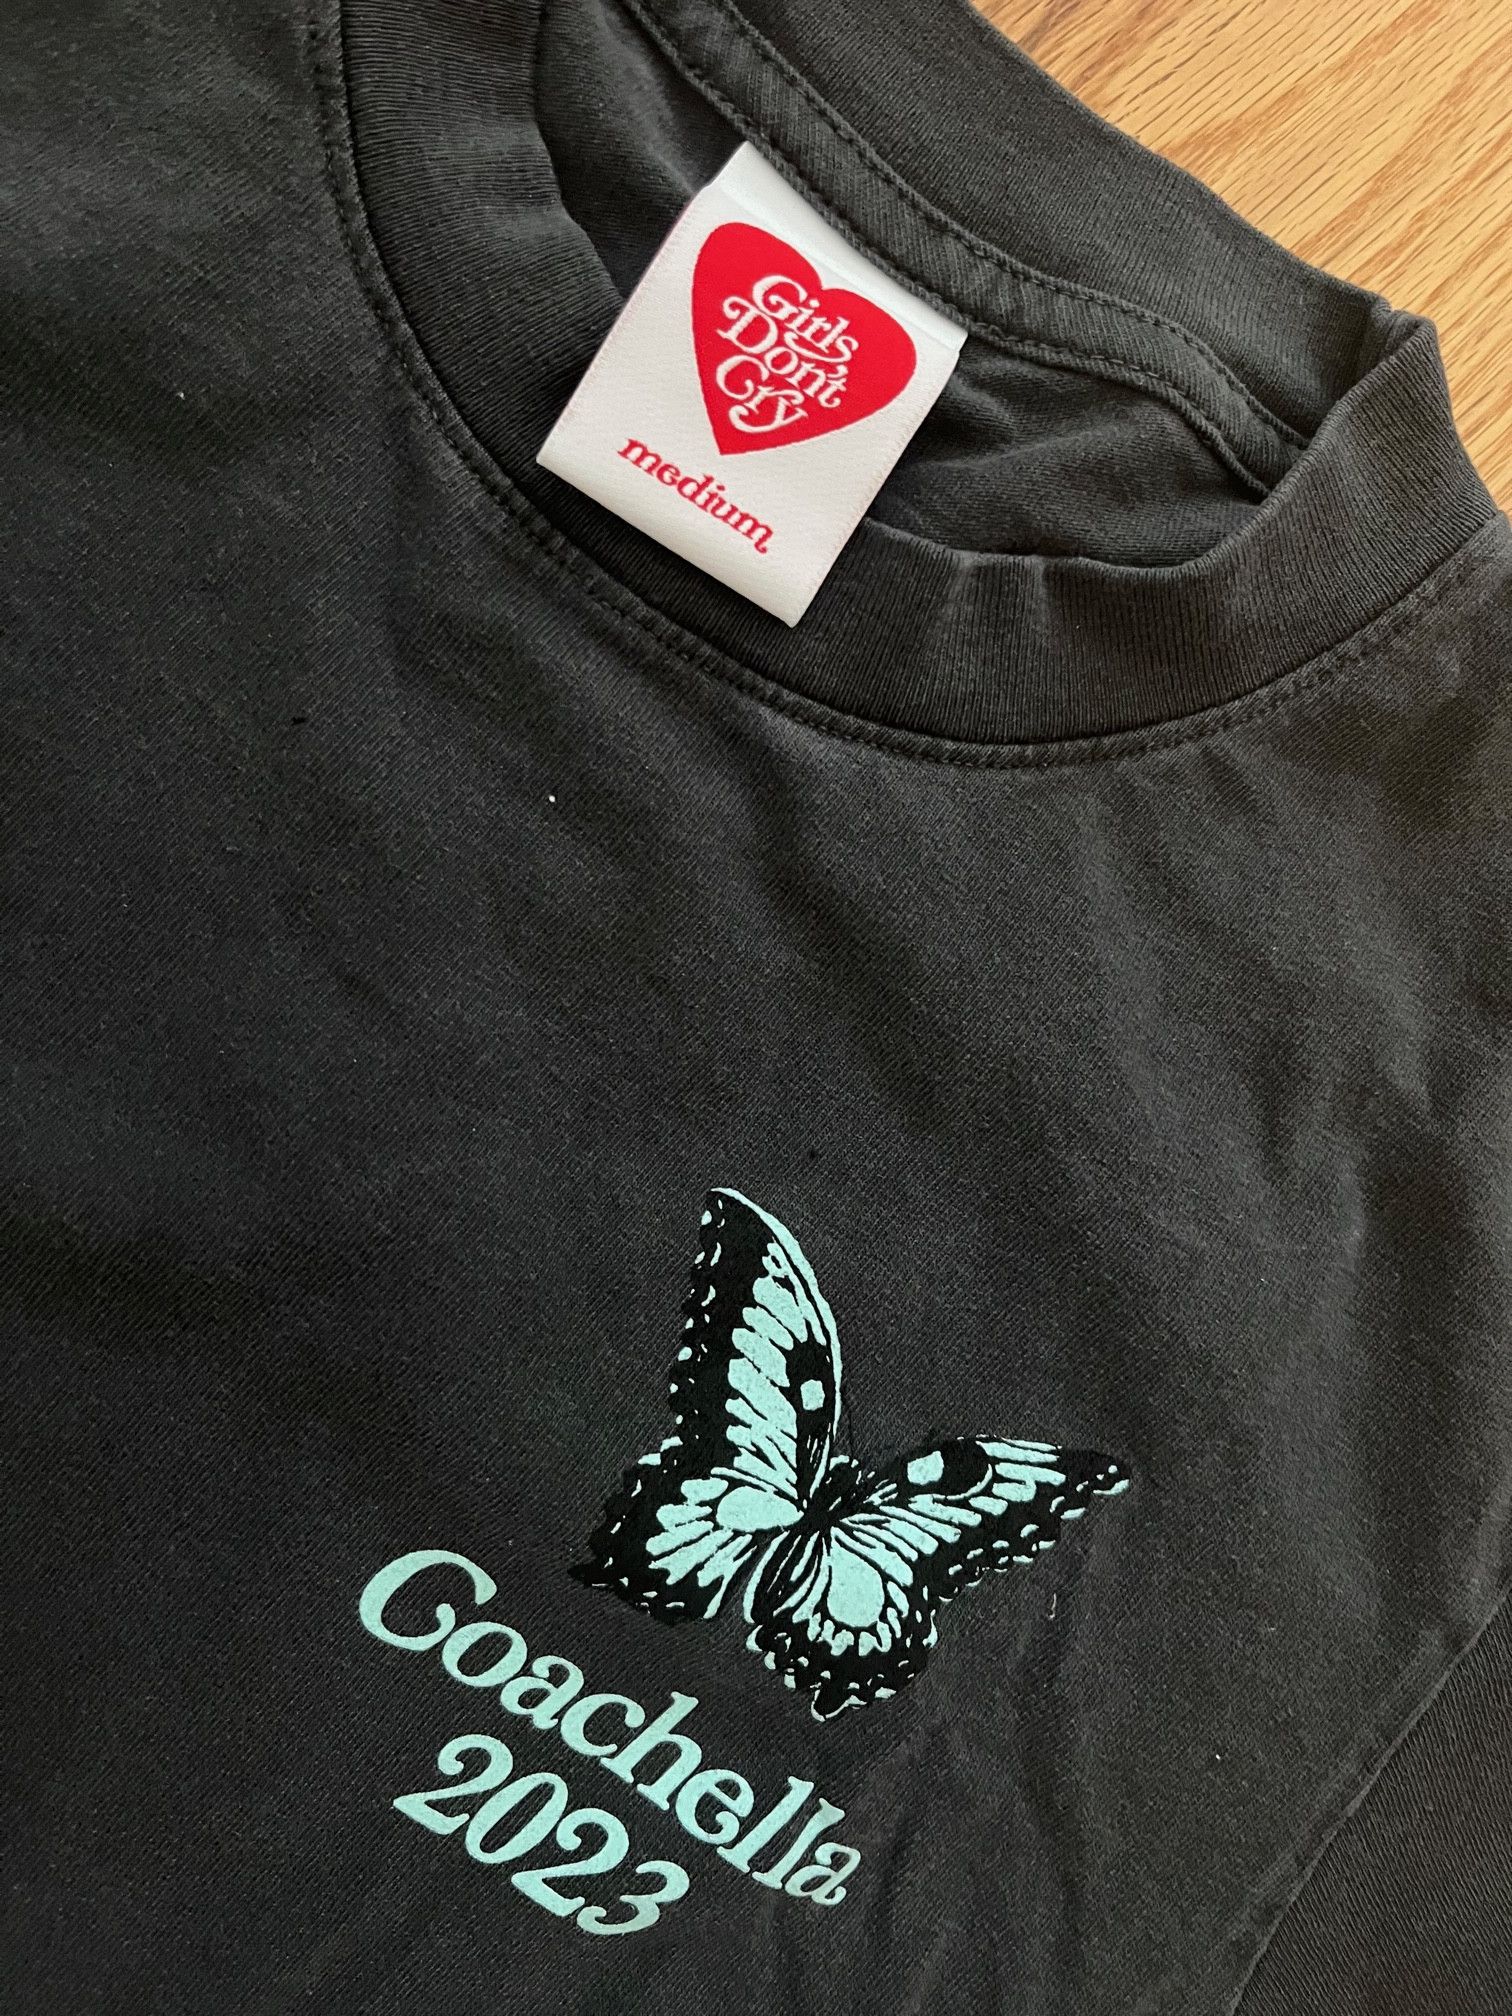 Girls
Don't
Cry
medium
Coachella
2023